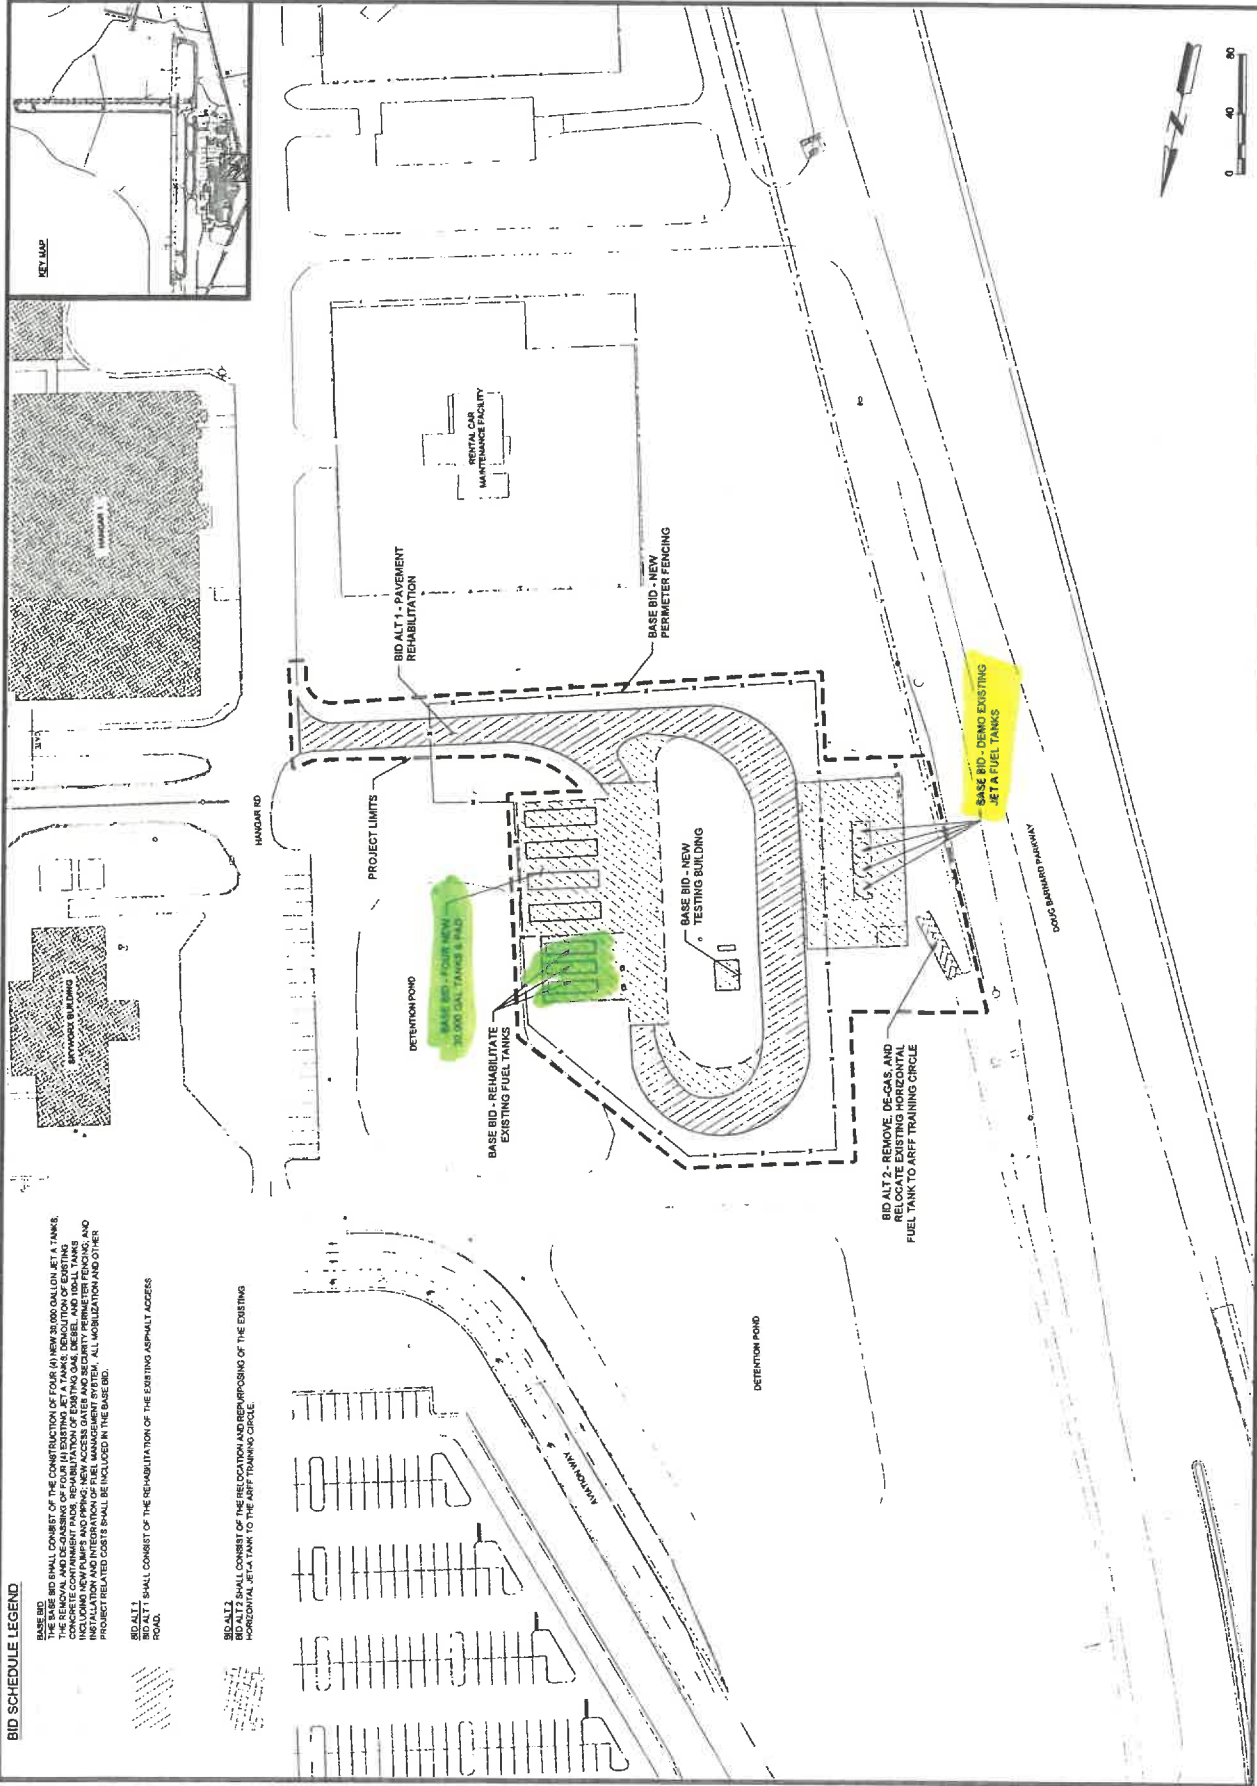 BID SCHEDULE LEGEND
BASE BID
THE BASE BID SHALL CONSIST OF THE CONSTRUCTION OF FOUR (4) NEW 30,000 GALLON JET A TANKS;
THE REMOVAL AND DE-GASSING OF FOUR (4) EXISTING JET A TANKS; DEMOLITION OF EXISTING
CONCRETE CONTAINMENT PADS; REHABILITATION OF EXISTING GAS, DIESEL, AND 100-LL TANKS
INCLUDING NEW PUMPS AND PIPING; NEW ACCESS GATES AND SECURITY PERIMETER FENCING; AND
INSTALLATION AND INTEGRATION OF FUEL MANAGEMENT SYSTEM. ALL MOBILIZATION AND OTHER
PROJECT RELATED COSTS SHALL BE INCLUDED IN THE BASE BID.
BID ALT 1
BID ALT 1 SHALL CONSIST OF THE REHABILITATION OF THE EXISTING ASPHALT ACCESS
ROAD.
BID ALT 2
BID ALT 2 SHALL CONSIST OF THE RELOCATION AND REPURPOSING OF THE EXISTING
HORIZONTAL JET-A TANK TO THE ARFF TRAINING CIRCLE.
KEY MAP
SKYWORX BUILDING
HANGAR 1
GATE
HANGAR RD
PROJECT LIMITS
DETENTION POND
BASE BID - FOUR NEW
30,000 GAL TANKS & PAD
BASE BID - REHABILITATE
EXISTING FUEL TANKS
BID ALT 1 - PAVEMENT
REHABILITATION
RENTAL CAR
MAINTENANCE FACILITY
BASE BID - NEW
PERIMETER FENCING
BASE BID - NEW
TESTING BUILDING
AVIATION WAY
DETENTION POND
BID ALT 2 - REMOVE, DE-GAS, AND
RELOCATE EXISTING HORIZONTAL
FUEL TANK TO ARFF TRAINING CIRCLE
BASE BID - DEMO EXISTING
JET A FUEL TANKS
DOUG BARNARD PARKWAY
0 40 80